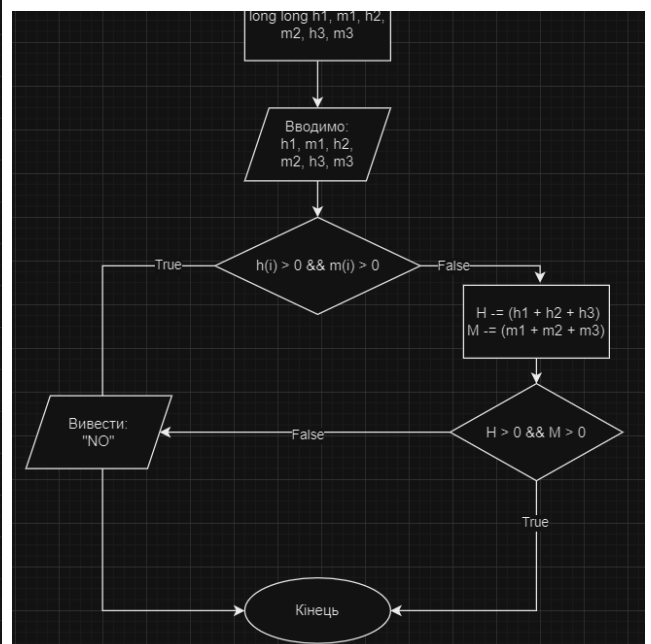 long long h1, m1, h2,
m2, h3, m3
Вводимо:
h1, m1, h2,
m2, h3, m3
h(i) > 0 && m(i) > 0
True
False
H -= (h1 + h2 + h3)
M -= (m1 + m2 + m3)
Вивести:
"NO"
False
H > 0 && M > 0
True
Кінець